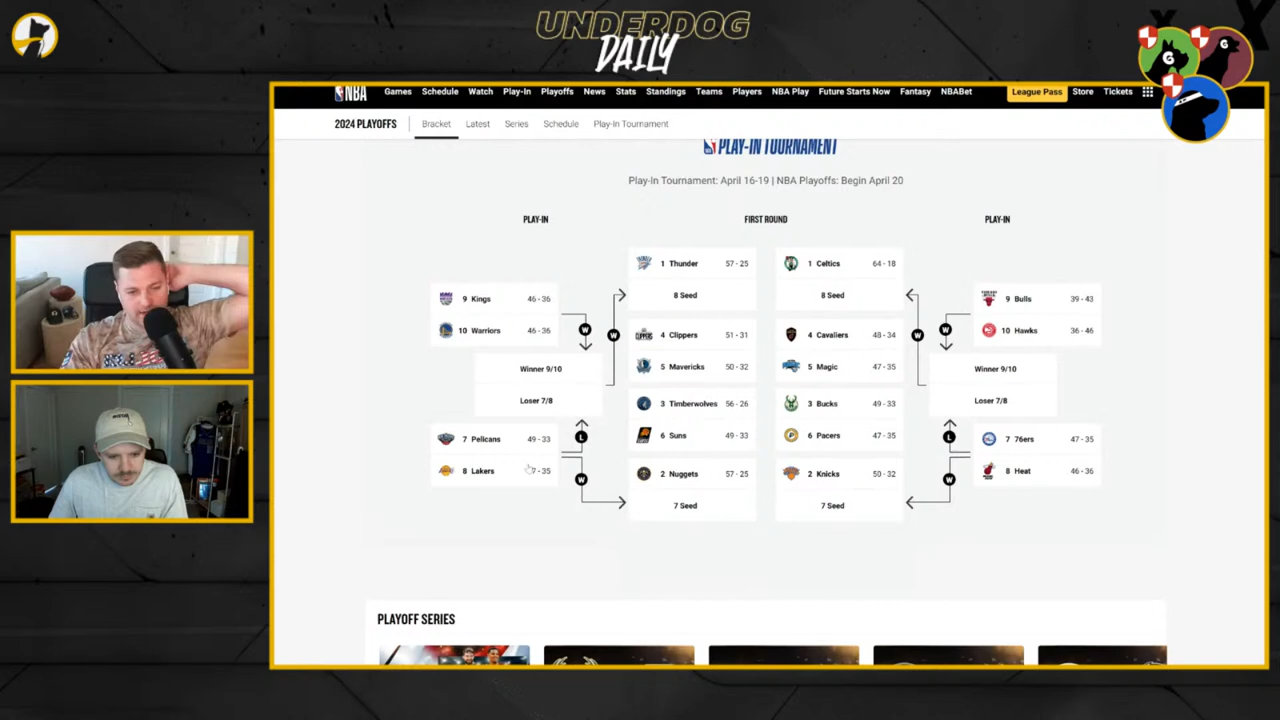 UNDERDOG
DAILY
NBA Games Schedule Watch Play-In Playoffs News Stats Standings Teams Players NBA Play Future Starts Now Fantasy NBABet League Pass Store Tickets
2024 PLAYOFFS Bracket Latest Series Schedule Play-In Tournament
PLAY-IN TOURNAMENT
Play-In Tournament: April 16-19 | NBA Playoffs: Begin April 20
PLAY-IN FIRST ROUND PLAY-IN
1 Thunder 57 - 25 1 Celtics 64 - 18
8 Seed 8 Seed
9 Kings 46 - 36 9 Bulls 39 - 43
10 Warriors 46 - 36 W W 4 Clippers 51 - 31 4 Cavaliers 48 - 34 W W 10 Hawks 36 - 46
Winner 9/10 5 Mavericks 50 - 32 5 Magic 47 - 35 Winner 9/10
Loser 7/8 3 Timberwolves 56 - 26 3 Bucks 49 - 33 Loser 7/8
7 Pelicans 49 - 33 L 6 Suns 49 - 33 6 Pacers 47 - 35 L 7 76ers 47 - 35
8 Lakers 7 - 35 W 2 Nuggets 57 - 25 2 Knicks 50 - 32 W 8 Heat 46 - 36
7 Seed 7 Seed
PLAYOFF SERIES